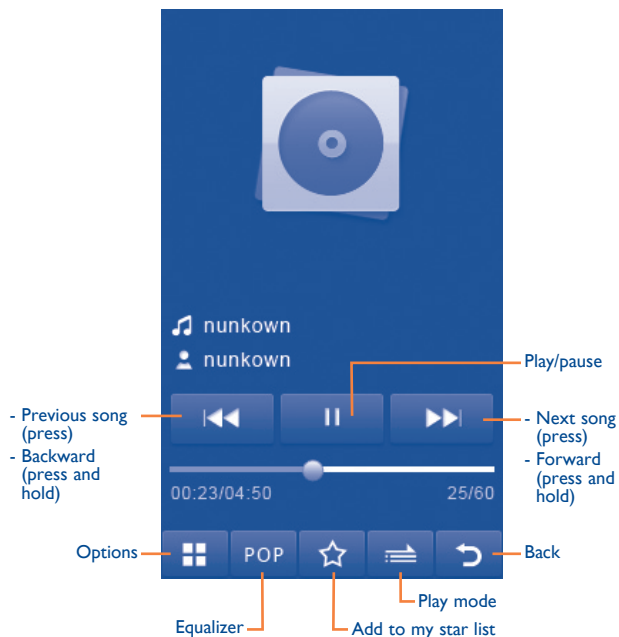 nunkown
nunkown
Play/pause
- Previous song
(press)
- Backward
(press and
hold)
- Next song
(press)
- Forward
(press and
hold)
00:23/04:50
25/60
Options
POP
Back
Play mode
Equalizer
Add to my star list